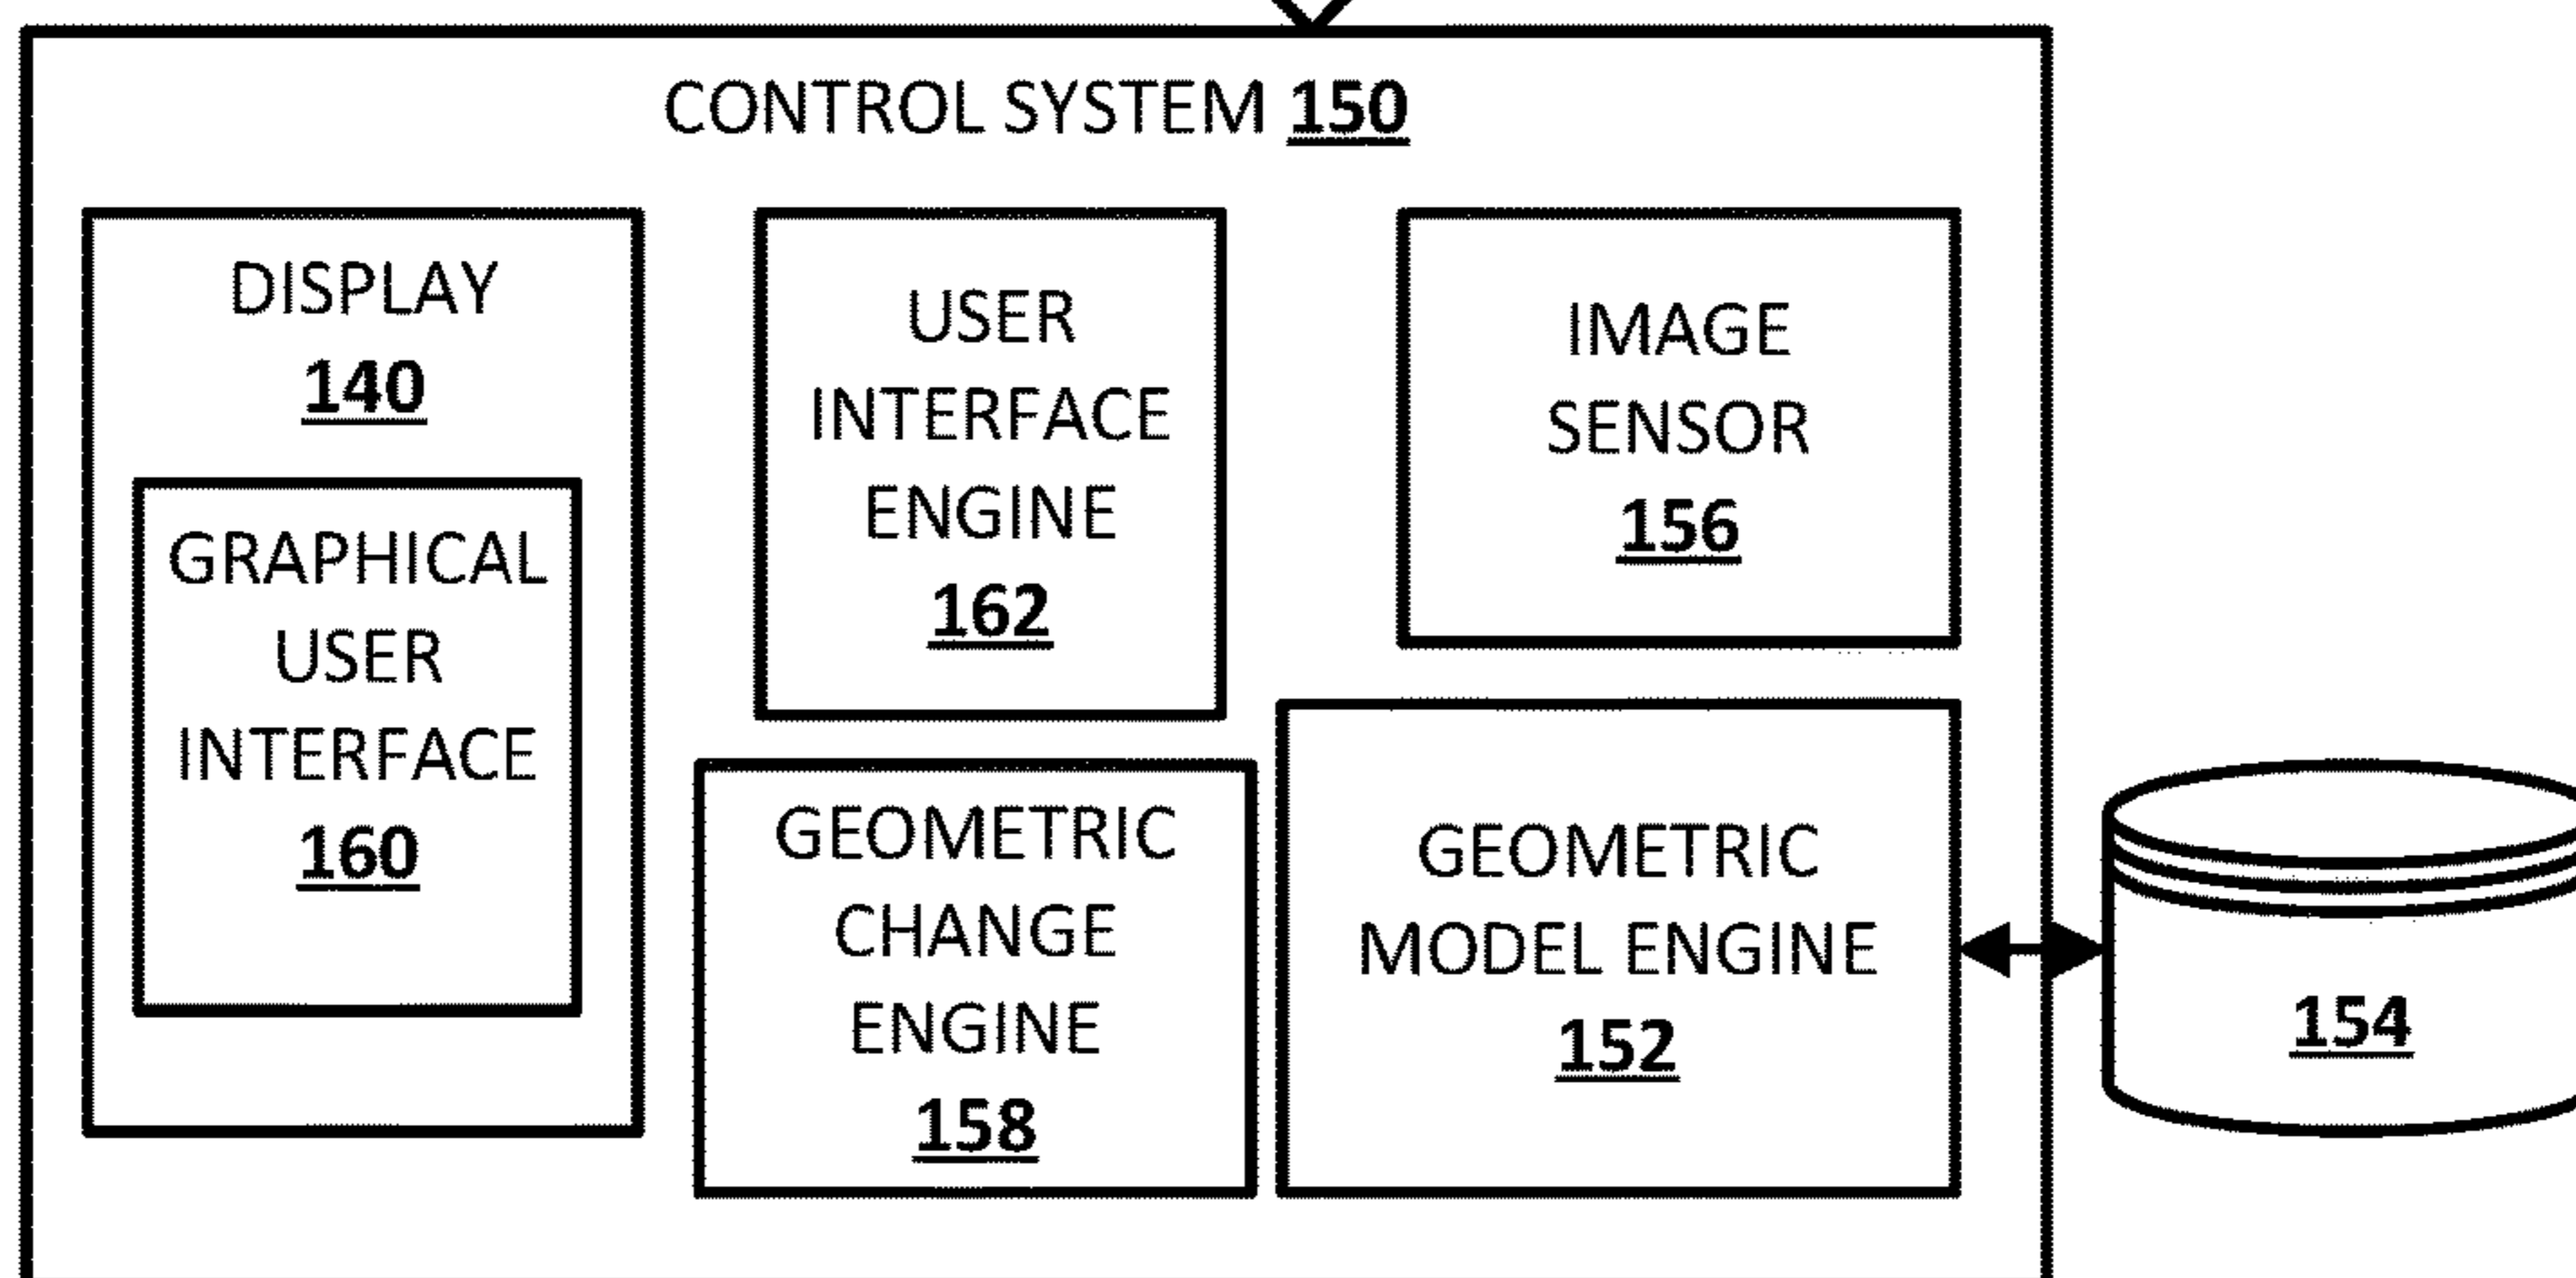 CONTROL SYSTEM 150
DISPLAY
140
GRAPHICAL
USER
INTERFACE
160
USER
INTERFACE
ENGINE
162
IMAGE
SENSOR
156
GEOMETRIC
CHANGE
ENGINE
158
GEOMETRIC
MODEL ENGINE
152
154